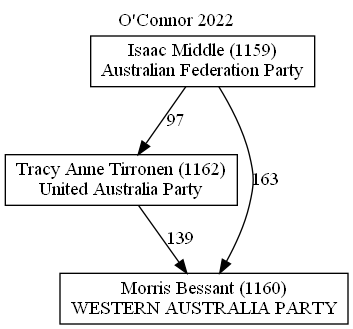 O'Connor 2022
Isaac Middle (1159)
Australian Federation Party
97
Tracy Anne Tirronen (1162)
United Australia Party
163
139
Morris Bessant (1160)
WESTERN AUSTRALIA PARTY